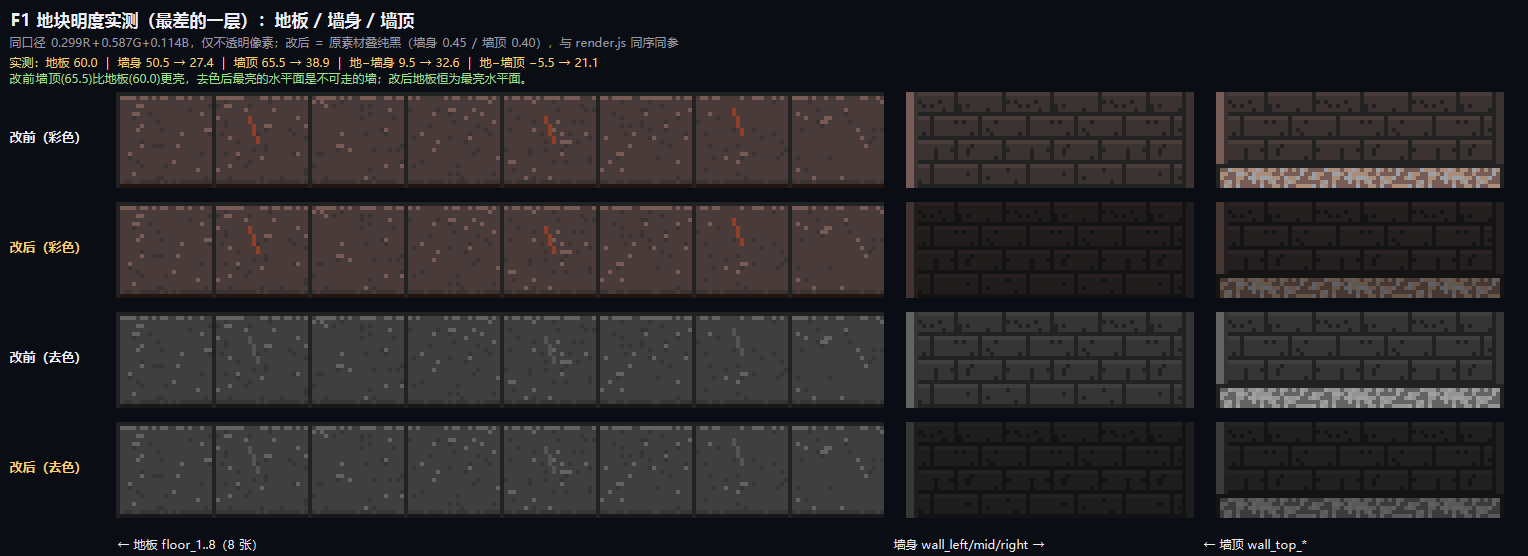 F1 地块明度实测（最差的一层）：地板 / 墙身 / 墙顶
同口径 0.299R+0.587G+0.114B，仅不透明像素；改后 = 原素材叠纯黑（墙身 0.45 / 墙顶 0.40），与 render.js 同序同参
实测：地板 60.0 | 墙身 50.5 → 27.4 | 墙顶 65.5 → 38.9 | 地−墙身 9.5 → 32.6 | 地−墙顶 −5.5 → 21.1
改前墙顶(65.5)比地板(60.0)更亮，去色后最亮的水平面是不可走的墙；改后地板恒为最亮水平面。
改前（彩色）
改后（彩色）
改前（去色）
改后（去色）
← 地板 floor_1..8（8 张） 墙身 wall_left/mid/right → ← 墙顶 wall_top_*